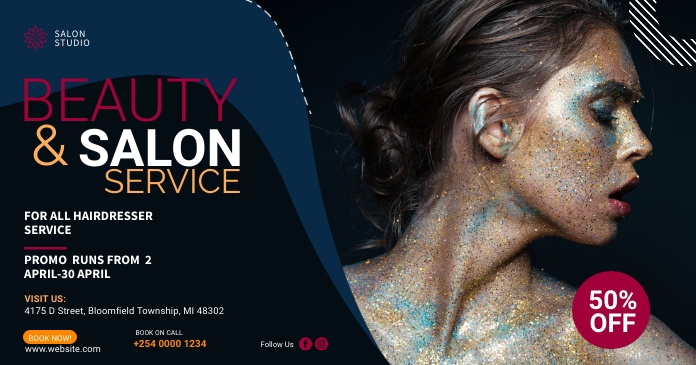 SALON
STUDIO
BEAUTY
& SALON
SERVICE
FOR ALL HAIRDRESSER
SERVICE
PROMO RUNS FROM 2
APRIL-30 APRIL
VISIT US:
4175 D Street, Bloomfield Township, MI 48302
BOOK NOW!
www.website.com
BOOK ON CALL
+254 0000 1234
Follow Us
50%
OFF